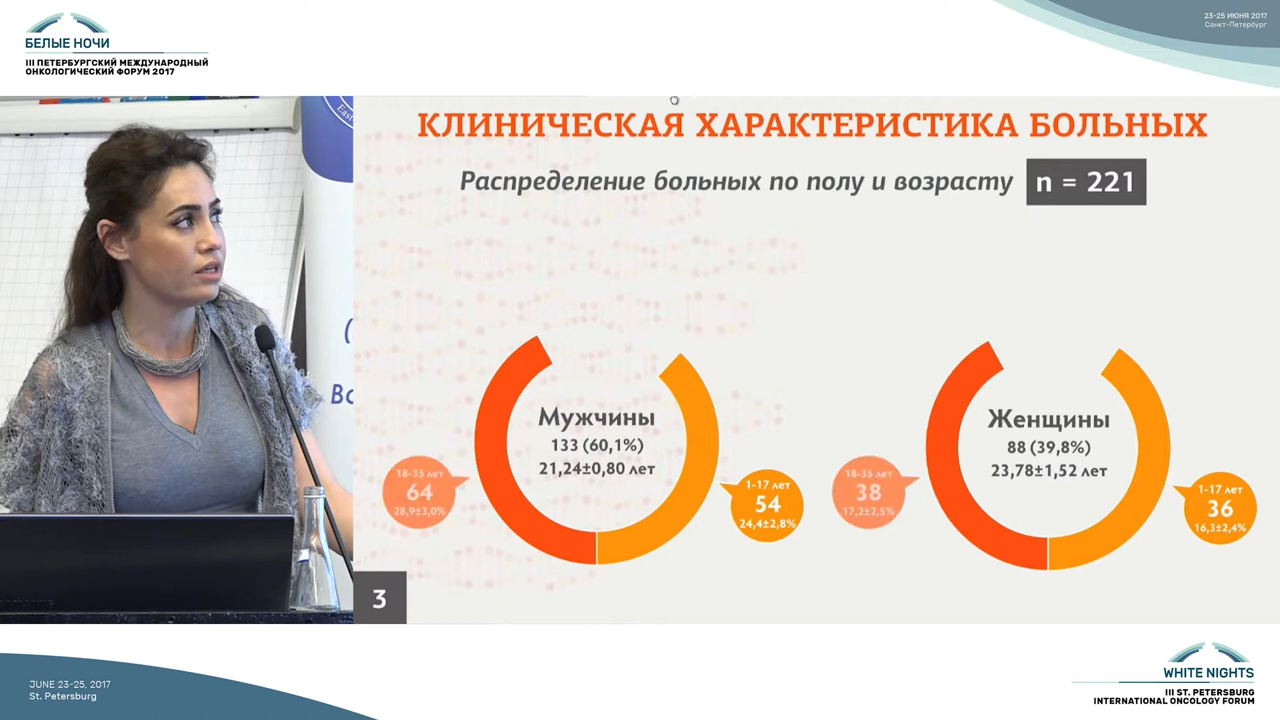 БЕЛЫЕ НОЧИ
III ПЕТЕРБУРГСКИЙ МЕЖДУНАРОДНЫЙ
ОНКОЛОГИЧЕСКИЙ ФОРУМ 2017
23-25 ИЮНЯ 2017
Санкт-Петербург
КЛИНИЧЕСКАЯ ХАРАКТЕРИСТИКА БОЛЬНЫХ
Распределение больных по полу и возрасту
n = 221
Мужчины
133 (60,1%)
21,24±0,80 лет
18-35 лет
64
28,9±3,0%
1-17 лет
54
24,4±2,8%
Женщины
88 (39,8%)
23,78±1,52 лет
18-35 лет
38
17,2±2,5%
1-17 лет
36
16,3±2,4%
3
JUNE 23-25, 2017
St. Petersburg
WHITE NIGHTS
III ST. PETERSBURG
INTERNATIONAL ONCOLOGY FORUM